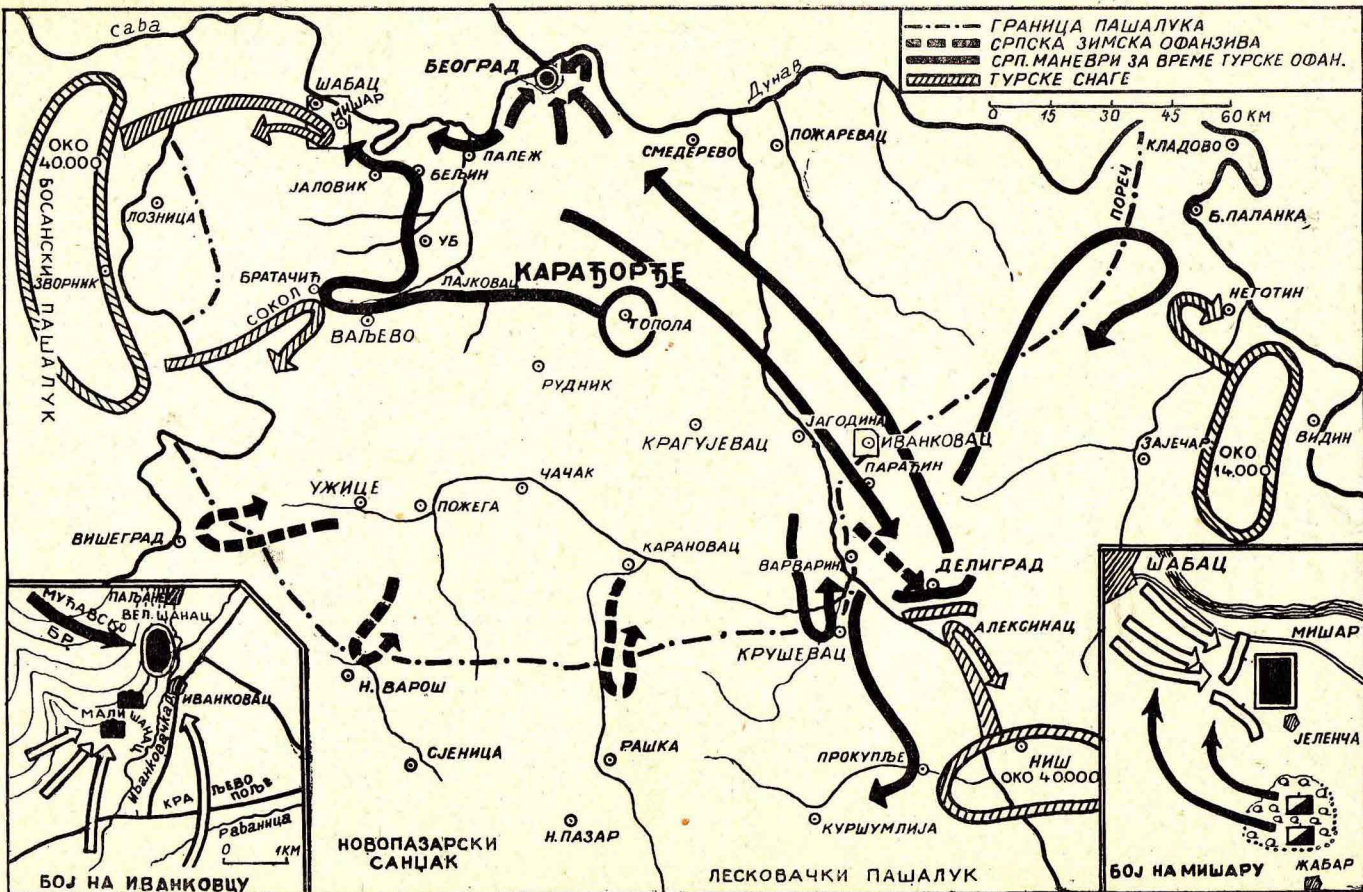 ГРАНИЦА ПАШАЛУКА
СРПСКА ЗИМСКА ОФАНЗИВА
СРП. МАНЕВРИ ЗА ВРЕМЕ ТУРСКЕ ОФАН.
ТУРСКЕ СНАГЕ
0 15 30 45 60 КМ
Сава
БЕОГРАД
Дунав
ШАБАЦ
МИШАР
ОКО
40.000
БОСАНСКИ ПАШАЛУК
ПАЛЕЖ
СМЕДЕРЕВО
ПОЖАРЕВАЦ
КЛАДОВО
ЈАЛОВИК
БЕЉИН
ЛОЗНИЦА
ПОРЕЧ
Б. ПАЛАНКА
УБ
ЗВОРНИК
БРАТАЧИЋ
СОКОЛ
ЛАЈКОВАЦ
КАРАЂОРЂЕ
ТОПОЛА
ВАЉЕВО
НЕГОТИН
РУДНИК
КРАГУЈЕВАЦ
ЈАГОДИНА
ИВАНКОВАЦ
ПАРАЋИН
ЗАЈЕЧАР
ОКО
14.000
ВИДИН
УЖИЦЕ
ПОЖЕГА
ЧАЧАК
ВИШЕГРАД
КАРАНОВАЦ
ВАРВАРИН
ДЕЛИГРАД
АЛЕКСИНАЦ
КРУШЕВАЦ
Н. ВАРОШ
СЈЕНИЦА
РАШКА
ПРОКУПЉЕ
НИШ
ОКО 40.000
Н. ПАЗАР
КУРШУМЛИЈА
НОВОПАЗАРСКИ
САНЏАК
ЛЕСКОВАЧКИ ПАШАЛУК
МУЋАВСКО
БР.
ВЕЛ. ШАНАЦ
ИВАНКОВАЦ
МАЛИ ШАНАЦ
Иванковачка
КРАЉЕВО
ПОЉЕ
Раваница
0 1КМ
БОЈ НА ИВАНКОВЦУ
ШАБАЦ
МИШАР
ЈЕЛЕНЧА
ЖАБАР
БОЈ НА МИШАРУ